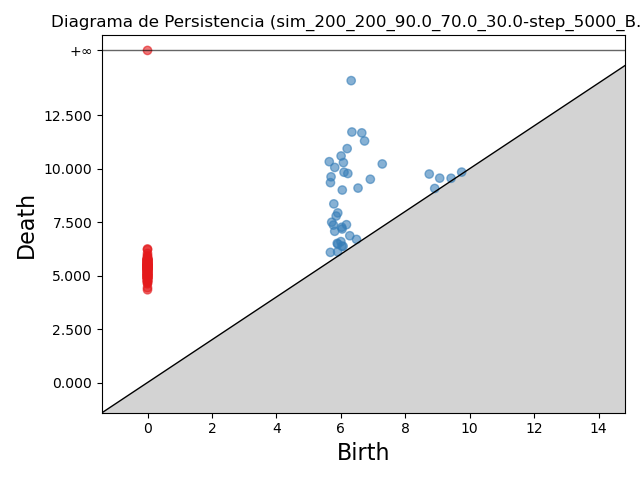 Diagrama de Persistencia (sim_200_200_90.0_70.0_30.0-step_5000_B.
+∞
12.500
10.000
7.500
5.000
2.500
0.000
Death
0 2 4 6 8 10 12 14
Birth